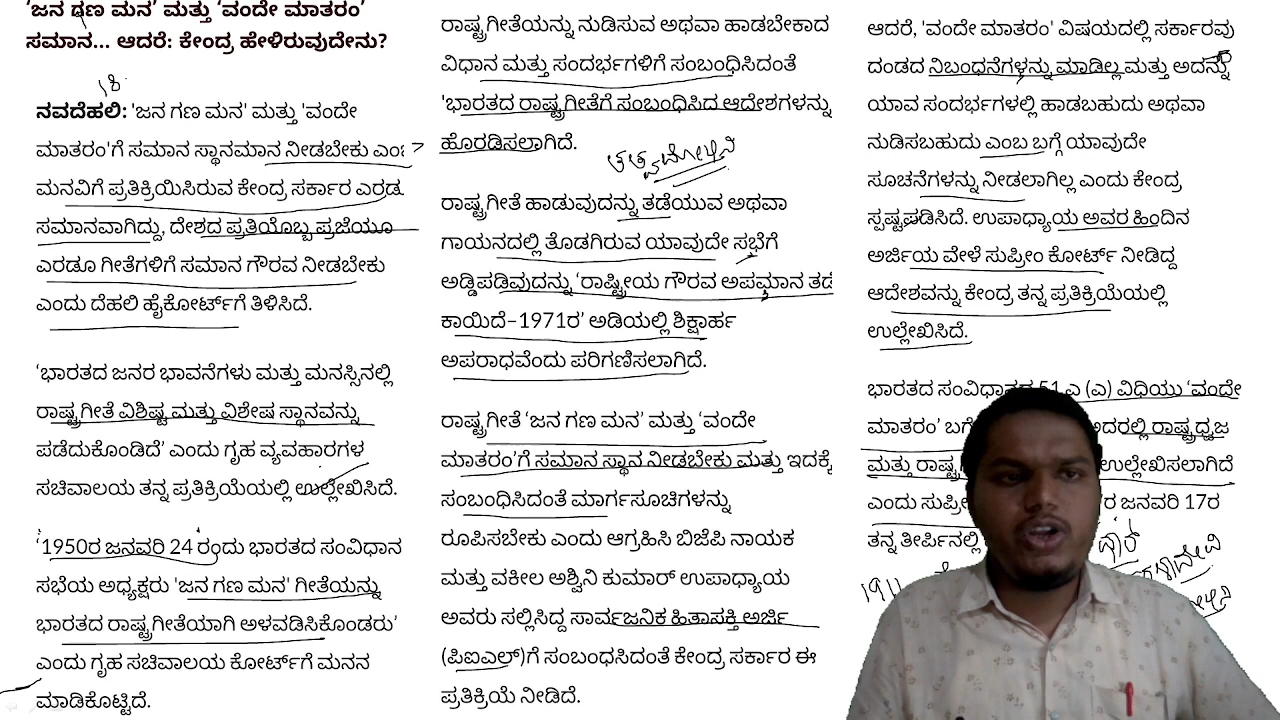 'ಜನ ಗಣ ಮನ' ಮತ್ತು 'ವಂದೇ ಮಾತರಂ'
ಸಮಾನ... ಆದರೆ: ಕೇಂದ್ರ ಹೇಳಿರುವುದೇನು?
18
ನವದೆಹಲಿ: 'ಜನ ಗಣ ಮನ' ಮತ್ತು 'ವಂದೇ
ಮಾತರಂ'ಗೆ ಸಮಾನ ಸ್ಥಾನಮಾನ ನೀಡಬೇಕು
ಮನವಿಗೆ ಪ್ರತಿಕ್ರಿಯಿಸಿರುವ ಕೇಂದ್ರ ಸರ್ಕಾರ
ಸಮಾನವಾಗಿದ್ದು, ದೇಶದ ಪ್ರತಿಯೊಬ್ಬ ಪ್ರಜೆಯೂ
ಎರಡೂ ಗೀತೆಗಳಿಗೆ ಸಮಾನ ಗೌರವ ನೀಡಬೇಕು
ಎಂದು ದೆಹಲಿ ಹೈಕೋರ್ಟ್‌ಗೆ ತಿಳಿಸಿದೆ.
'ಭಾರತದ ಜನರ ಭಾವನೆಗಳು ಮತ್ತು ಮನಸ್ಸಿನಲ್ಲಿ
ರಾಷ್ಟ್ರಗೀತೆ ವಿಶಿಷ್ಟ ಮತ್ತು ವಿಶೇಷ ಸ್ಥಾನವನ್ನು
ಪಡೆದುಕೊಂಡಿದೆ' ಎಂದು ಗೃಹ ವ್ಯವಹಾರಗಳ
ಸಚಿವಾಲಯ ತನ್ನ ಪ್ರತಿಕ್ರಿಯೆಯಲ್ಲಿ ಉಲ್ಲೇಖಿಸಿದೆ.
'1950ರ ಜನವರಿ 24 ರಂದು ಭಾರತದ ಸಂವಿಧಾನ
ಸಭೆಯ ಅಧ್ಯಕ್ಷರು 'ಜನ ಗಣ ಮನ' ಗೀತೆಯನ್ನು
ಭಾರತದ ರಾಷ್ಟ್ರಗೀತೆಯಾಗಿ ಅಳವಡಿಸಿಕೊಂಡರು'
ಎಂದು ಗೃಹ ಸಚಿವಾಲಯ ಕೋರ್ಟ್‌ಗೆ ಮನನ
ಮಾಡಿಕೊಟ್ಟಿದೆ.
ರಾಷ್ಟ್ರಗೀತೆಯನ್ನು ನುಡಿಸುವ ಅಥವಾ ಹಾಡಬೇಕಾದ
ವಿಧಾನ ಮತ್ತು ಸಂದರ್ಭಗಳಿಗೆ ಸಂಬಂಧಿಸಿದಂತೆ
'ಭಾರತದ ರಾಷ್ಟ್ರಗೀತೆಗೆ ಸಂಬಂಧಿಸಿದ ಆದೇಶಗಳನ್ನು
ಹೊರಡಿಸಲಾಗಿದೆ.
ರಾಷ್ಟ್ರಗೀತೆ ಹಾಡುವುದನ್ನು ತಡೆಯುವ ಅಥವಾ
ಗಾಯನದಲ್ಲಿ ತೊಡಗಿರುವ ಯಾವುದೇ ಸಭೆಗೆ
ಅಡ್ಡಿಪಡಿವುದನ್ನು 'ರಾಷ್ಟ್ರೀಯ ಗೌರವ ಅಪಮಾನ
ಕಾಯಿದೆ–1971ರ' ಅಡಿಯಲ್ಲಿ ಶಿಕ್ಷಾರ್ಹ
ಅಪರಾಧವೆಂದು ಪರಿಗಣಿಸಲಾಗಿದೆ.
ರಾಷ್ಟ್ರಗೀತೆ 'ಜನ ಗಣ ಮನ' ಮತ್ತು 'ವಂದೇ
ಮಾತರಂ'ಗೆ ಸಮಾನ ಸ್ಥಾನ ನೀಡಬೇಕು ಮತ್ತು ಇದಕ್ಕೆ
ಸಂಬಂಧಿಸಿದಂತೆ ಮಾರ್ಗಸೂಚಿಗಳನ್ನು
ರೂಪಿಸಬೇಕು ಎಂದು ಆಗ್ರಹಿಸಿ ಬಿಜೆಪಿ ನಾಯಕ
ಮತ್ತು ವಕೀಲ ಅಶ್ವಿನಿ ಕುಮಾರ್ ಉಪಾಧ್ಯಾಯ
ಅವರು ಸಲ್ಲಿಸಿದ್ದ ಸಾರ್ವಜನಿಕ ಹಿತಾಸಕ್ತಿ ಅರ್ಜಿ
(ಪಿಐಎಲ್)ಗೆ ಸಂಬಂಧಸಿದಂತೆ ಕೇಂದ್ರ ಸರ್ಕಾರ ಈ
ಪ್ರತಿಕ್ರಿಯೆ ನೀಡಿದೆ.
ಆದರೆ, 'ವಂದೇ ಮಾತರಂ' ವಿಷಯದಲ್ಲಿ ಸರ್ಕಾರವು
ದಂಡದ ನಿಬಂಧನೆಗಳನ್ನು ಮಾಡಿಲ್ಲ ಮತ್ತು ಅದನ್ನು
ಯಾವ ಸಂದರ್ಭಗಳಲ್ಲಿ ಹಾಡಬಹುದು ಅಥವಾ
ನುಡಿಸಬಹುದು ಎಂಬ ಬಗ್ಗೆ ಯಾವುದೇ
ಸೂಚನೆಗಳನ್ನು ನೀಡಲಾಗಿಲ್ಲ ಎಂದು ಕೇಂದ್ರ
ಸ್ಪಷ್ಟಪಡಿಸಿದೆ. ಉಪಾಧ್ಯಾಯ ಅವರ ಹಿಂದಿನ
ಅರ್ಜಿಯ ವೇಳೆ ಸುಪ್ರೀಂ ಕೋರ್ಟ್ ನೀಡಿದ್ದ
ಆದೇಶವನ್ನು ಕೇಂದ್ರ ತನ್ನ ಪ್ರತಿಕ್ರಿಯೆಯಲ್ಲಿ
ಉಲ್ಲೇಖಿಸಿದೆ.
ಭಾರತದ ಸಂವಿಧಾನದ 51 ಎ (ಎ) ವಿಧಿಯು 'ವಂದೇ
ಮಾತರಂ' ರಾಷ್ಟ್ರಧ್ವಜ
ಮತ್ತು ಉಲ್ಲೇಖಿಸಲಾಗಿದೆ
ಎಂದು ಜನವರಿ 17ರ
ತನ್ನ ತೀರ್ಪಿನಲ್ಲಿ